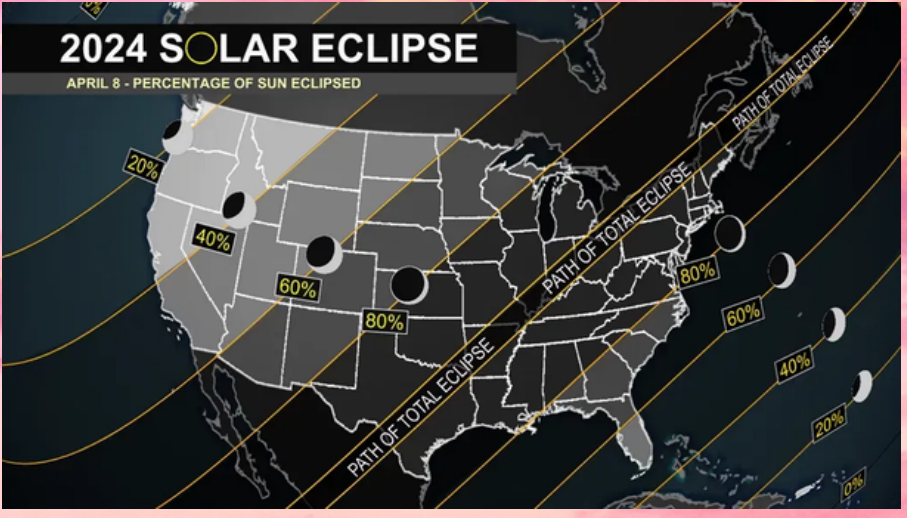 0%
2024 SOLAR ECLIPSE
APRIL 8 - PERCENTAGE OF SUN ECLIPSED
PATH OF TOTAL ECLIPSE
20%
40%
60%
80%
PATH OF TOTAL ECLIPSE
PATH OF TOTAL ECLIPSE
80%
60%
40%
20%
0%